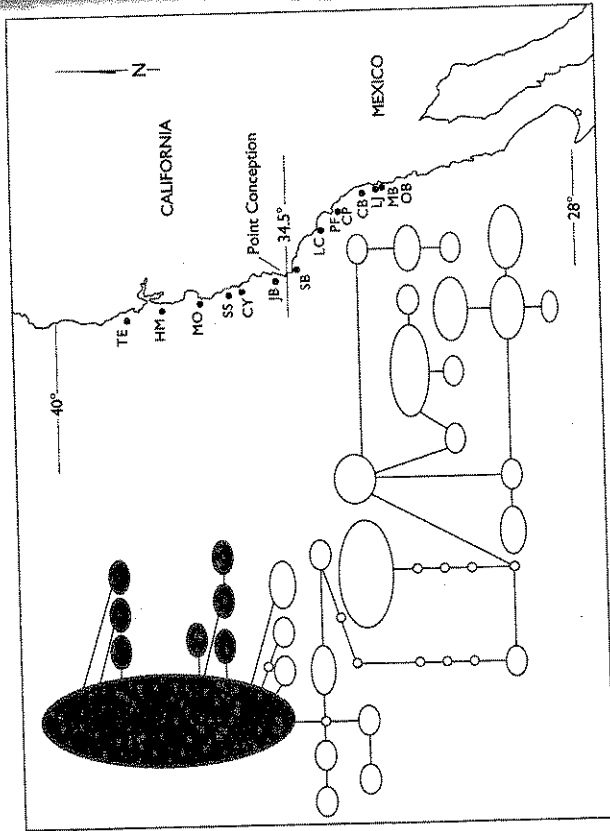 N
CALIFORNIA
40°
TE
HM
MO
SS
CY
JB
Point Conception
34.5°
SB
LC
PF
CP
CB
LJ
MB
OB
MEXICO
28°